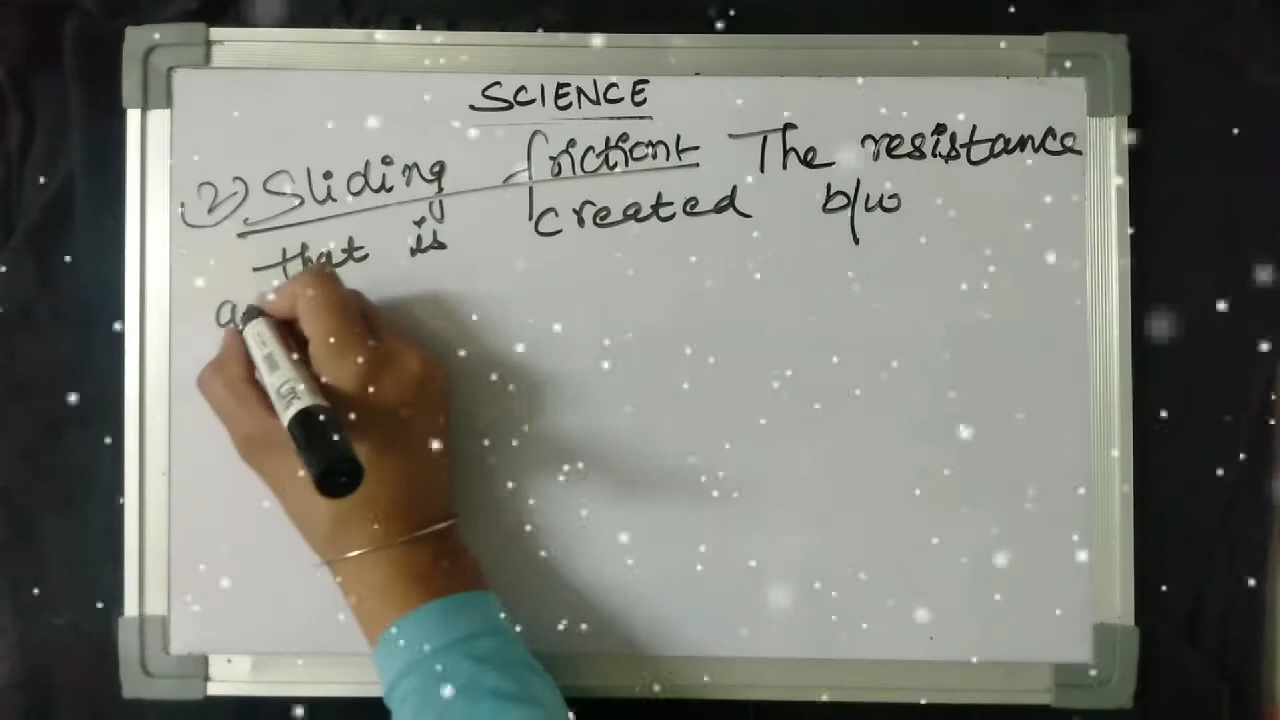 SCIENCE
2) Sliding friction The resistance
that is created b/w
a